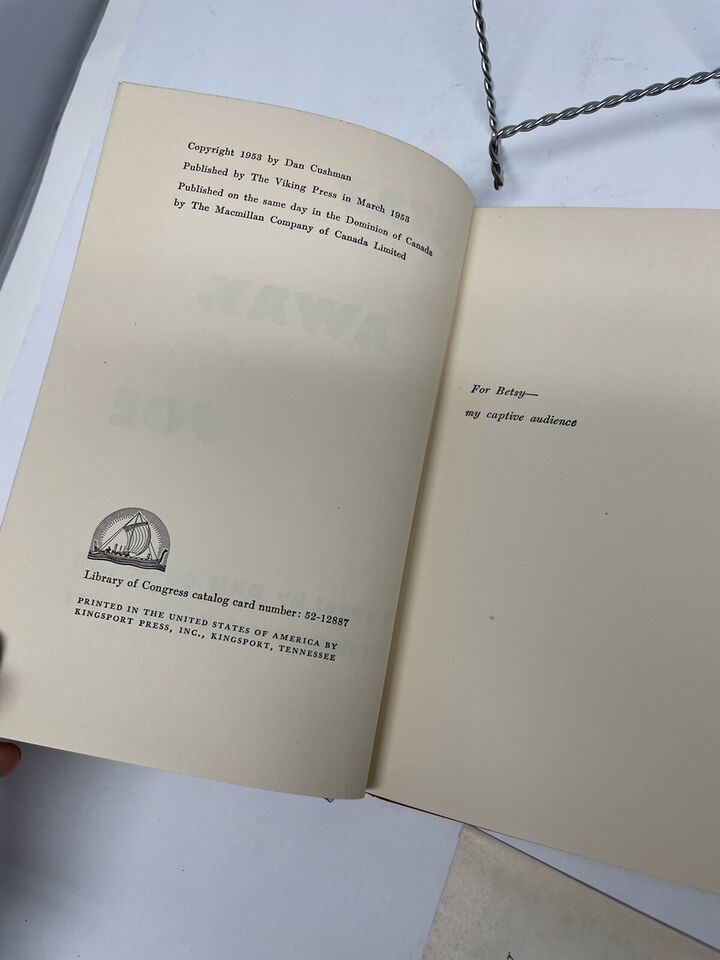 Copyright 1953 by Dan Cushman
Published by The Viking Press in March 1953
Published on the same day in the Dominion of Canada
by The Macmillan Company of Canada Limited
AWAY,
JOE
Library of Congress catalog card number: 52-12887
PRINTED IN THE UNITED STATES OF AMERICA BY
KINGSPORT PRESS, INC., KINGSPORT, TENNESSEE
For Betsy—
my captive audience